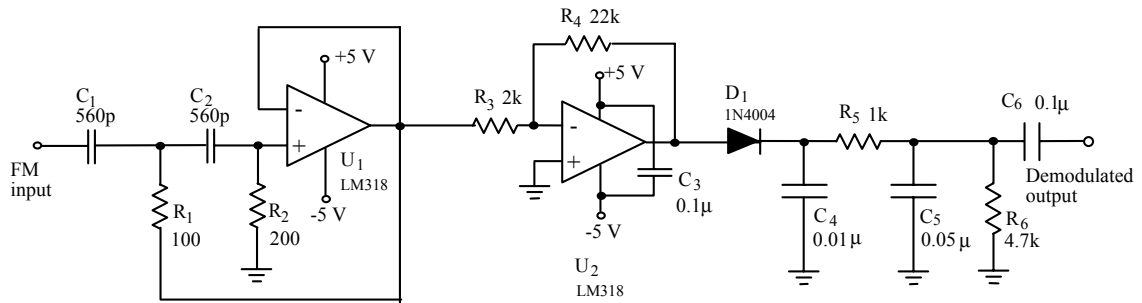 R4 22k
+5 V
+5 V
C1
560p
C2
560p
R3 2k
D1
1N4004
R5 1k
C6 0.1μ
-
+
-
+
FM
input
U1
LM318
-5 V
R1
100
R2
200
C3
0.1μ
-5 V
C4
0.01μ
C5
0.05μ
R6
4.7k
Demodulated
output
U2
LM318